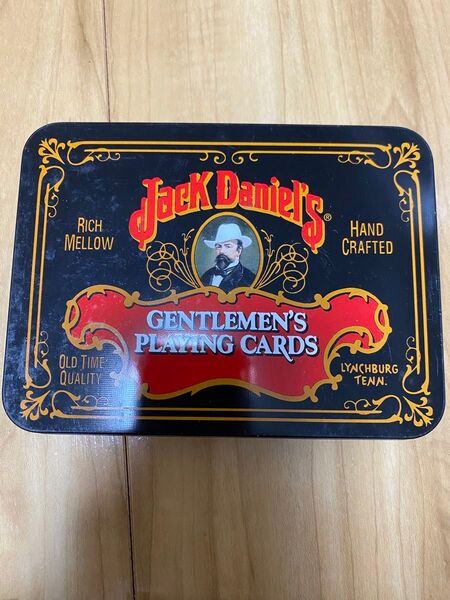 Jack Daniel's®
RICH
MELLOW
HAND
CRAFTED
GENTLEMEN'S
PLAYING CARDS
OLD TIME
QUALITY
LYNCHBURG
TENN.